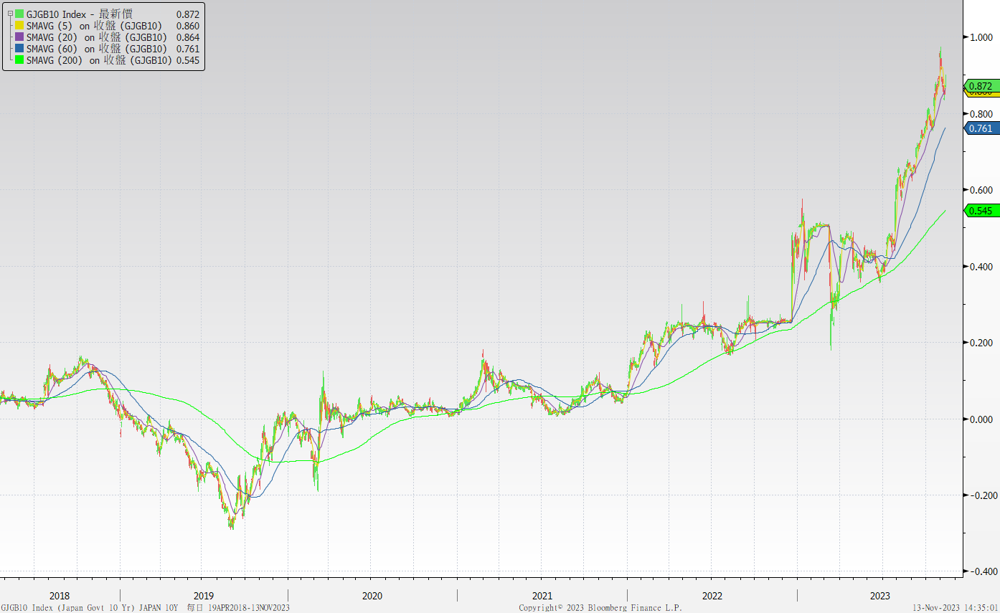 GJGB10 Index - 最新價 0.872
SMAVG (5) on 收盤 (GJGB10) 0.860
SMAVG (20) on 收盤 (GJGB10) 0.864
SMAVG (60) on 收盤 (GJGB10) 0.761
SMAVG (200) on 收盤 (GJGB10) 0.545
1.000
0.872
0.860
0.800
0.761
0.600
0.545
0.400
0.200
0.000
-0.200
-0.400
2018 2019 2020 2021 2022 2023
GJGB10 Index (Japan Govt 10 Yr) JAPAN 10Y 每日 19APR2018-13NOV2023 Copyright© 2023 Bloomberg Finance L.P. 13-Nov-2023 14:35:01